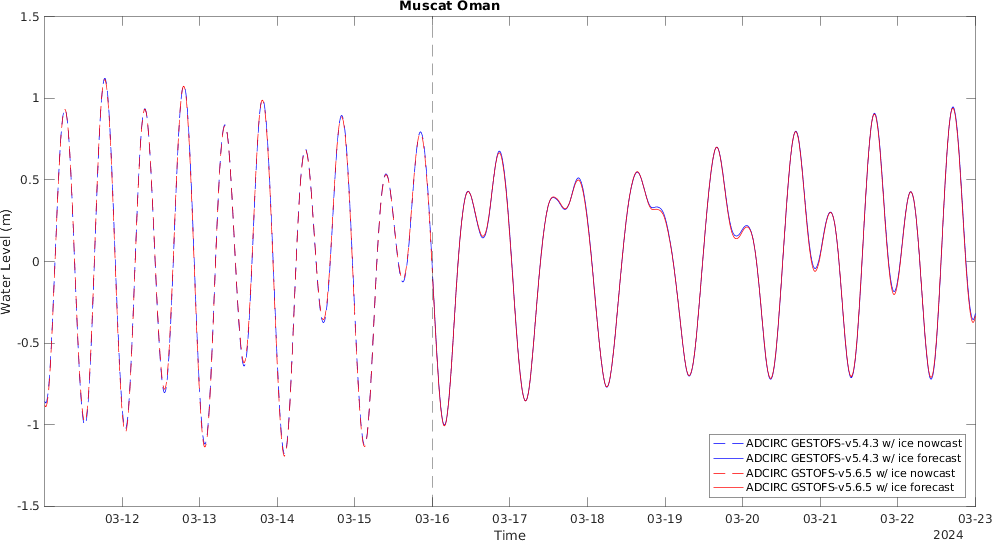 Muscat Oman
1.5
1
0.5
0
-0.5
-1
-1.5
Water Level (m)
03-12 03-13 03-14 03-15 03-16 03-17 03-18 03-19 03-20 03-21 03-22 03-23
Time
2024
ADCIRC GESTOFS-v5.4.3 w/ ice nowcast
ADCIRC GESTOFS-v5.4.3 w/ ice forecast
ADCIRC GSTOFS-v5.6.5 w/ ice nowcast
ADCIRC GSTOFS-v5.6.5 w/ ice forecast